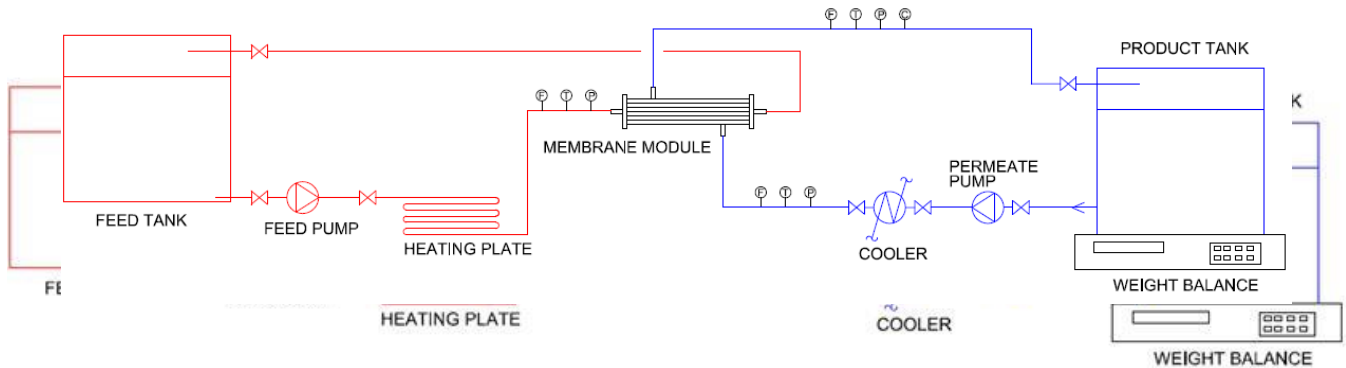 F T P C
PRODUCT TANK
K
F T P
MEMBRANE MODULE
PERMEATE
PUMP
F T P
FEED TANK
FEED PUMP
HEATING PLATE
COOLER
WEIGHT BALANCE
FE
HEATING PLATE
COOLER
WEIGHT BALANCE